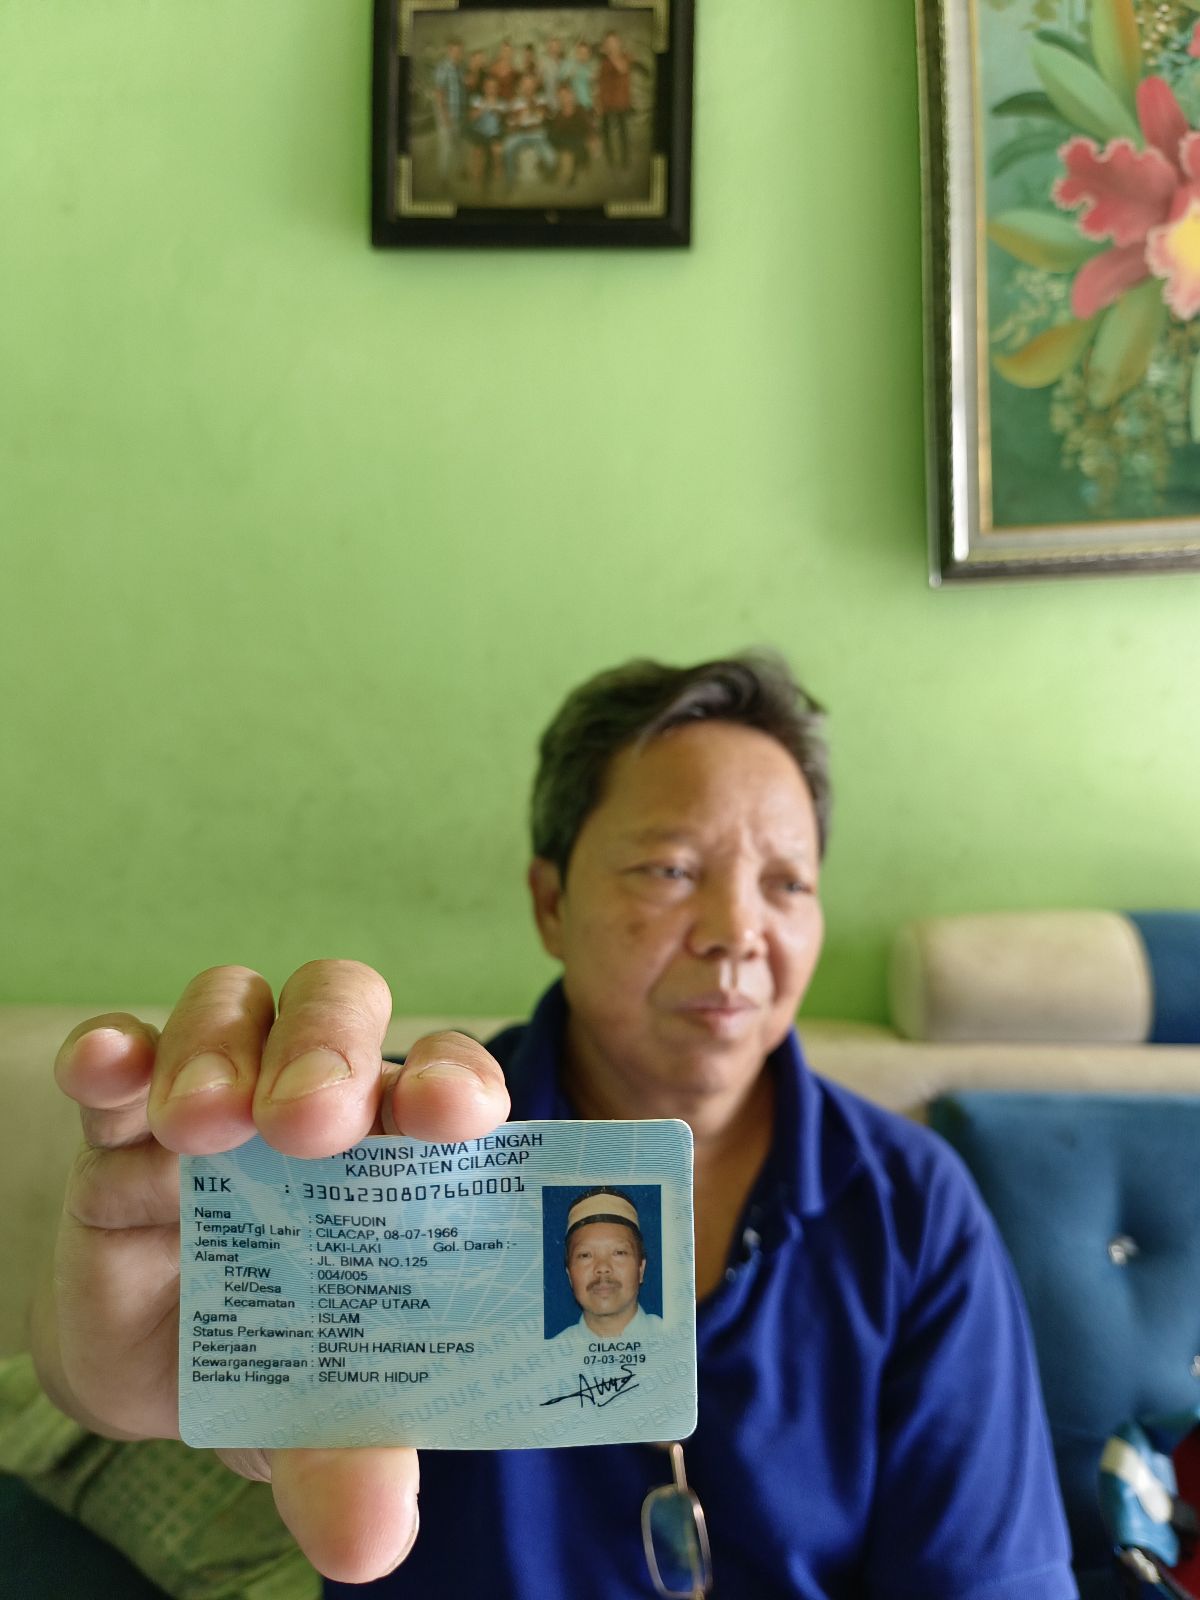 PROVINSI JAWA TENGAH
KABUPATEN CILACAP
NIK : 3301230807660001
Nama : SAEFUDIN
Tempat/Tgl Lahir : CILACAP, 08-07-1966
Jenis kelamin : LAKI-LAKI Gol. Darah :-
Alamat : JL. BIMA NO.125
RT/RW : 004/005
Kel/Desa : KEBONMANIS
Kecamatan : CILACAP UTARA
Agama : ISLAM
Status Perkawinan: KAWIN
Pekerjaan : BURUH HARIAN LEPAS
Kewarganegaraan : WNI
Berlaku Hingga : SEUMUR HIDUP
CILACAP
07-03-2019